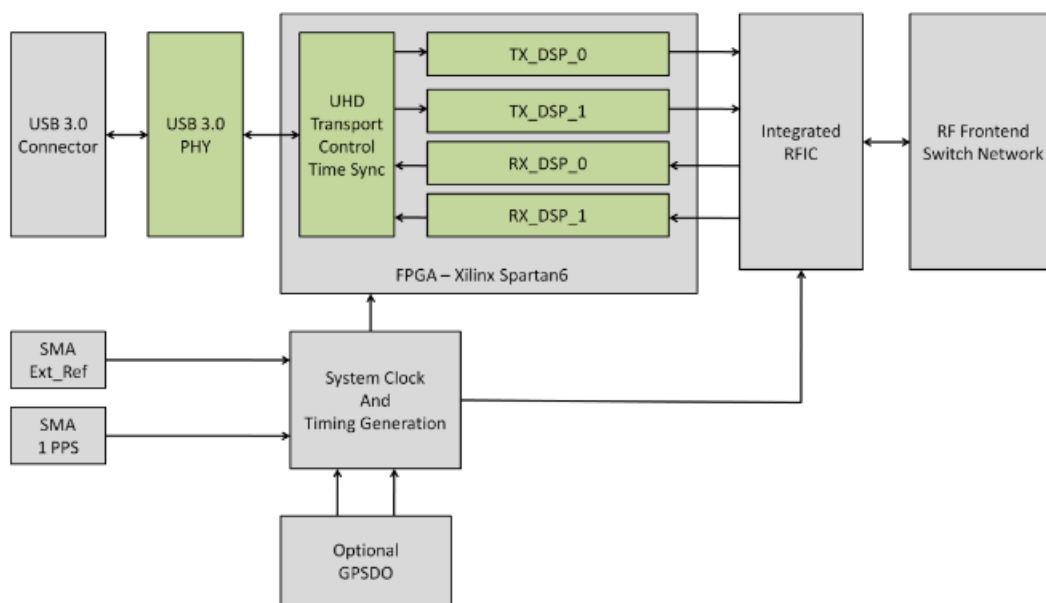 USB 3.0
Connector
USB 3.0
PHY
UHD
Transport
Control
Time Sync
TX_DSP_0
TX_DSP_1
RX_DSP_0
RX_DSP_1
FPGA – Xilinx Spartan6
Integrated
RFIC
RF Frontend
Switch Network
SMA
Ext_Ref
SMA
1 PPS
System Clock
And
Timing Generation
Optional
GPSDO